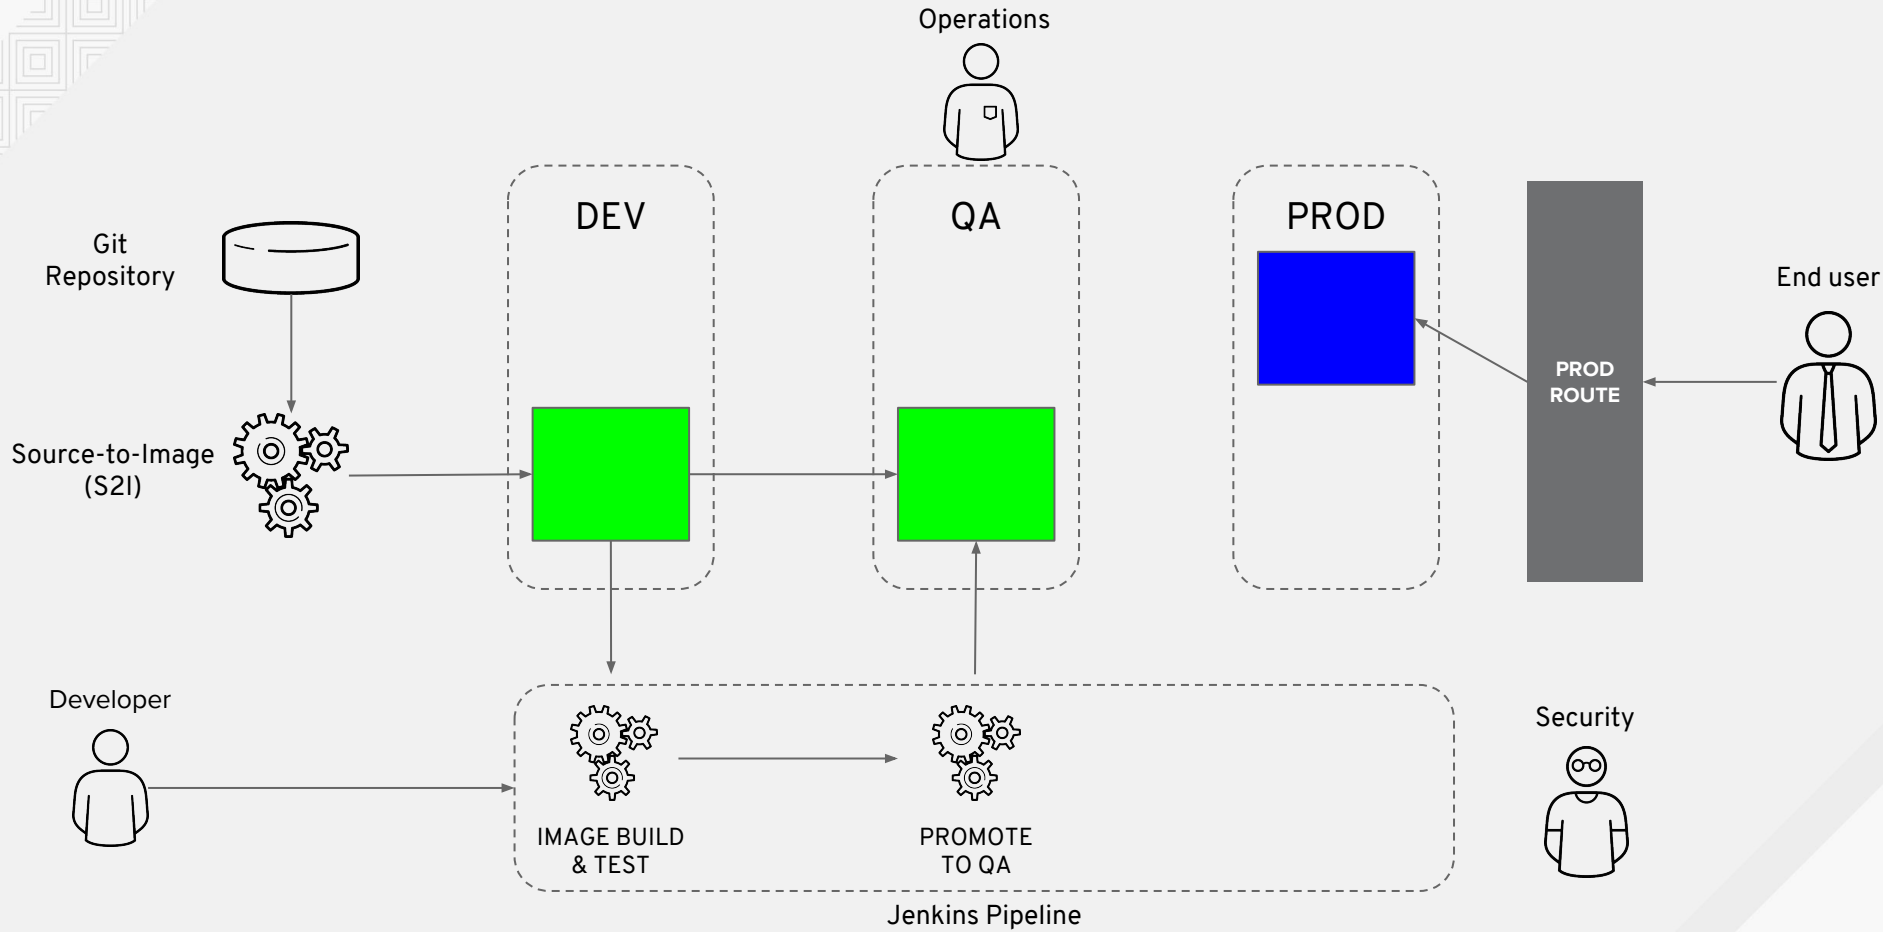 Operations
DEV
QA
PROD
Git
Repository
End user
PROD
ROUTE
Source-to-Image
(S2I)
Developer
Security
IMAGE BUILD
& TEST
PROMOTE
TO QA
Jenkins Pipeline